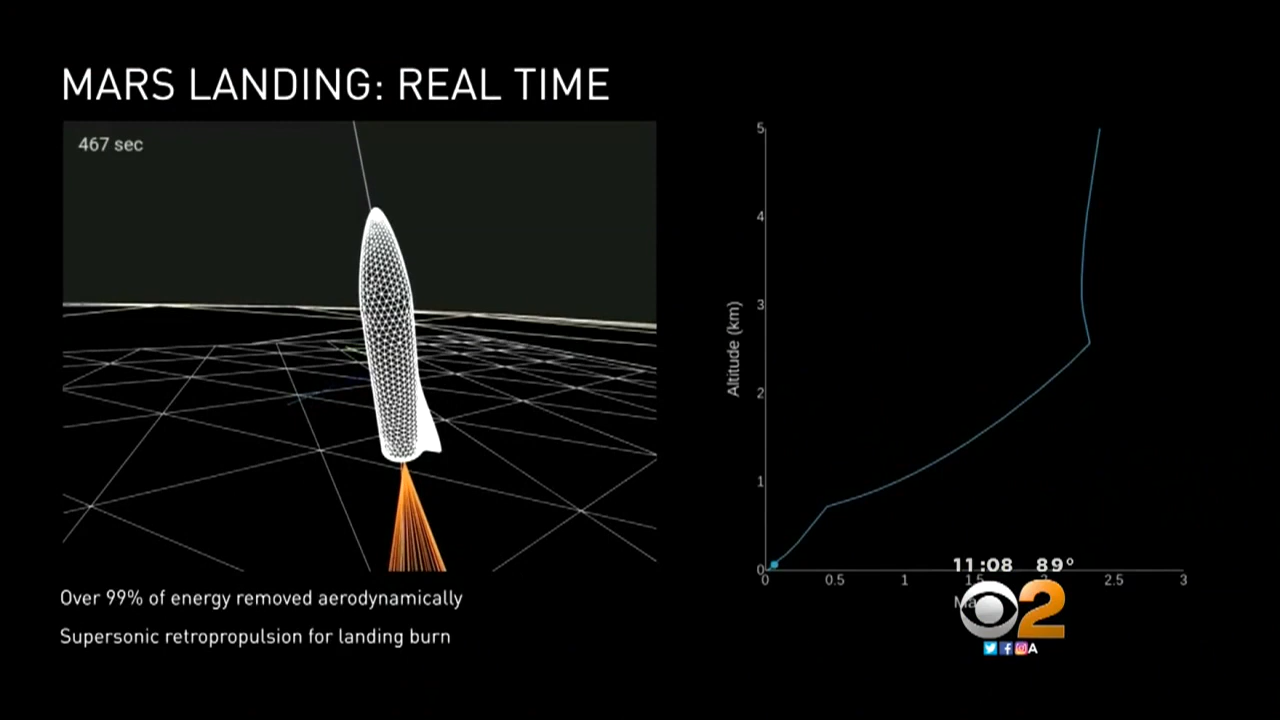 MARS LANDING: REAL TIME
467 sec
5
4
3
2
1
0
Altitude (km)
0 0.5 1 1.5 2.5 3
11:08 89°
2
A
Over 99% of energy removed aerodynamically
Supersonic retropropulsion for landing burn